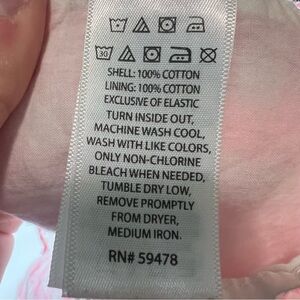 30
SHELL: 100% COTTON
LINING: 100% COTTON
EXCLUSIVE OF ELASTIC
TURN INSIDE OUT,
MACHINE WASH COOL,
WASH WITH LIKE COLORS,
ONLY NON-CHLORINE
BLEACH WHEN NEEDED,
TUMBLE DRY LOW,
REMOVE PROMPTLY
FROM DRYER,
MEDIUM IRON.
RN# 59478